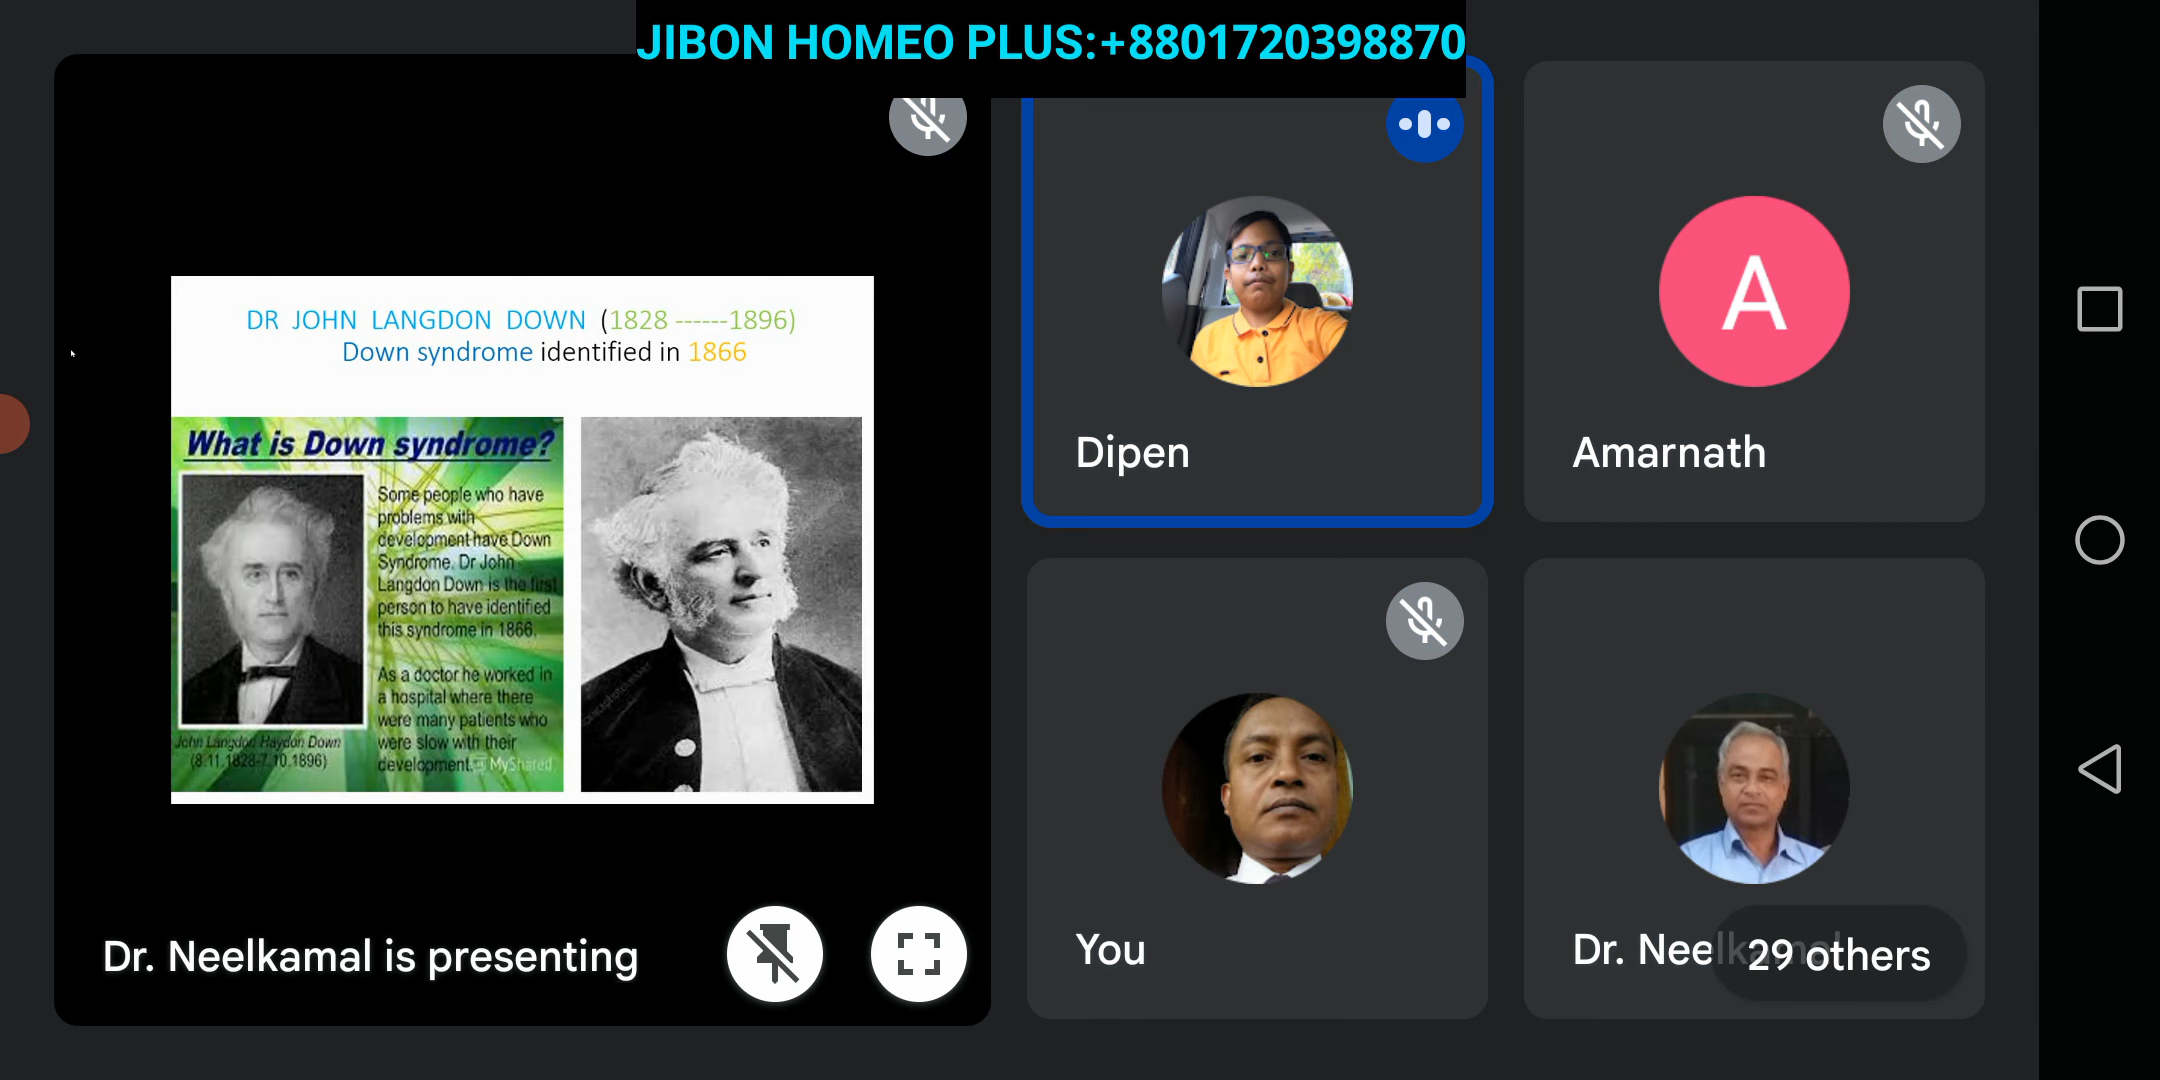 JIBON HOMEO PLUS:+8801720398870
DR JOHN LANGDON DOWN (1828 ------1896)
Down syndrome identified in 1866
What is Down syndrome?
Some people who have
problems with
development have Down
Syndrome. Dr John
Langdon Down is the first
person to have identified
this syndrome in 1866.
As a doctor he worked in
a hospital where there
were many patients who
were slow with their
development.
MyShared
John Langdon Haydon Down
(8.11.1828-7.10.1896)
Dr. Neelkamal is presenting
Dipen
A
Amarnath
You
Dr. Neelkamal
29 others